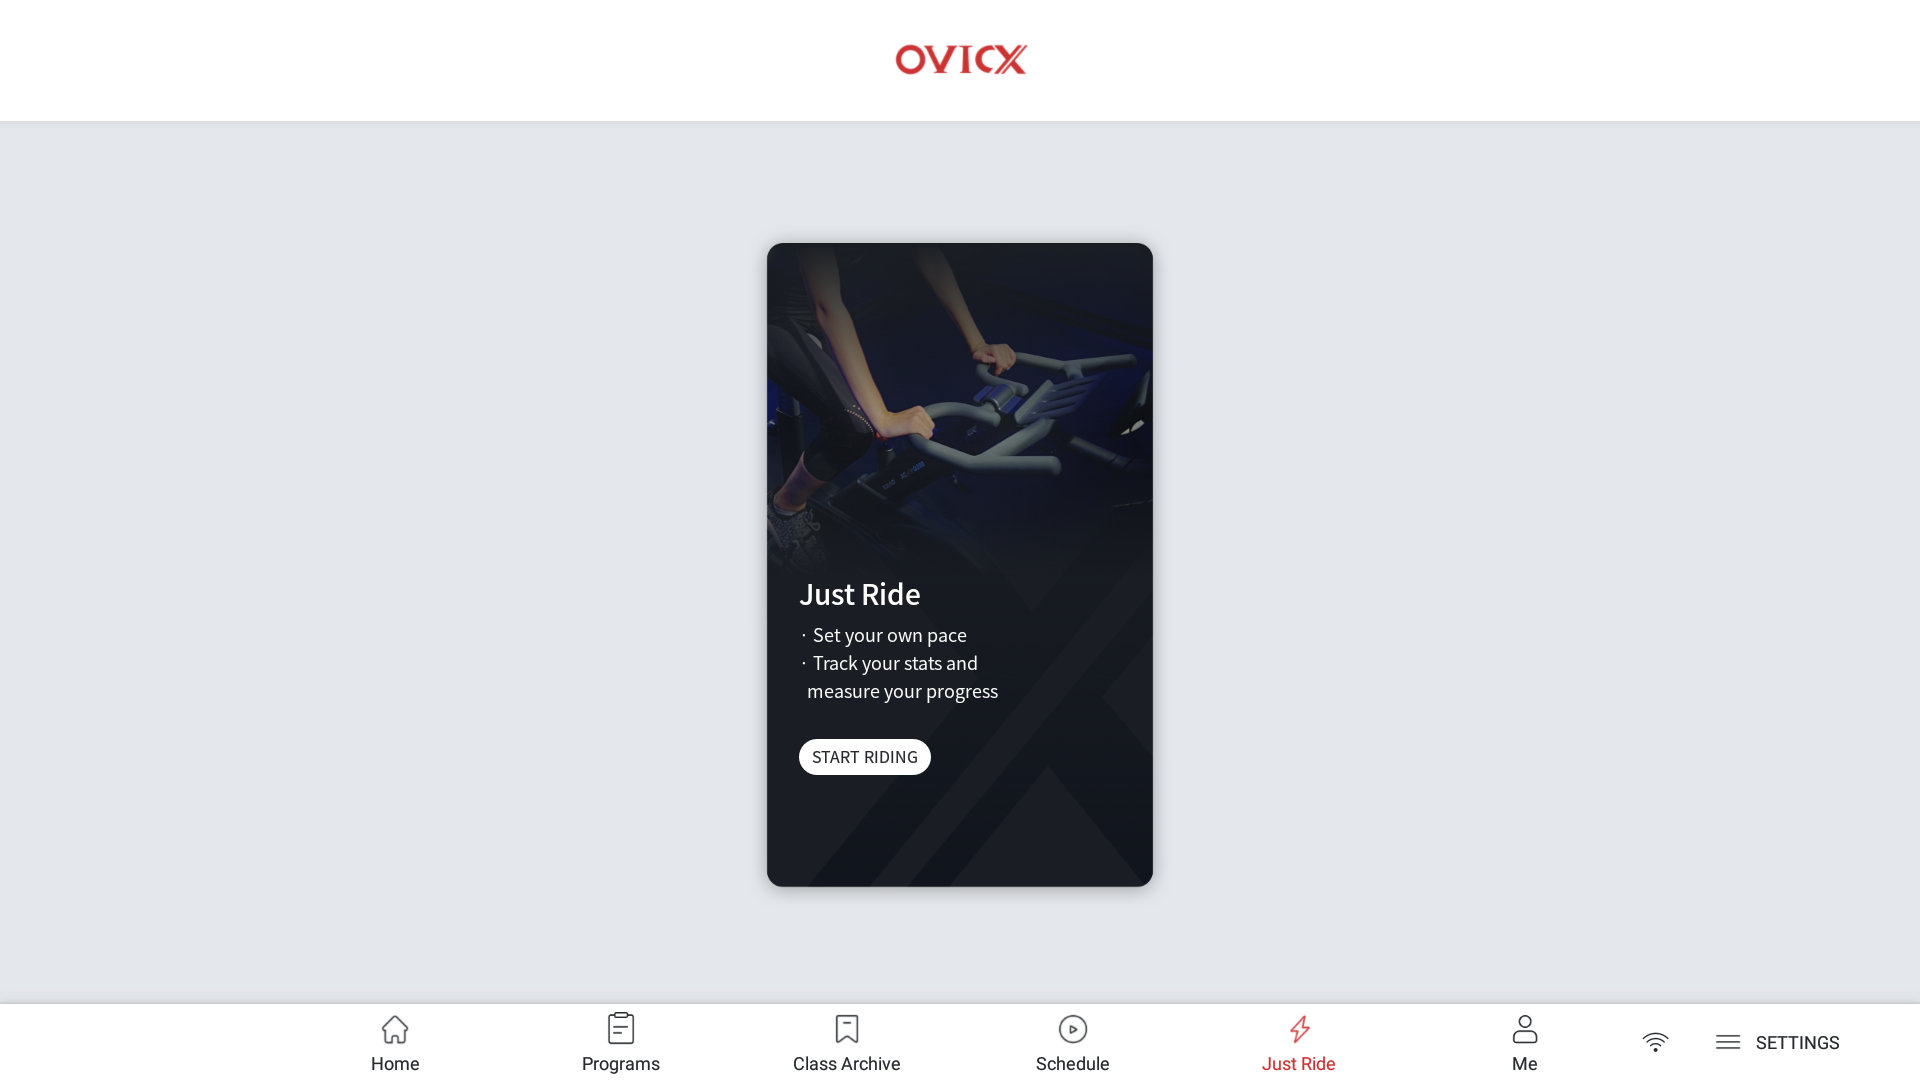 OVICX
Just Ride
· Set your own pace
· Track your stats and
measure your progress
START RIDING
Home
Programs
Class Archive
Schedule
Just Ride
Me
SETTINGS